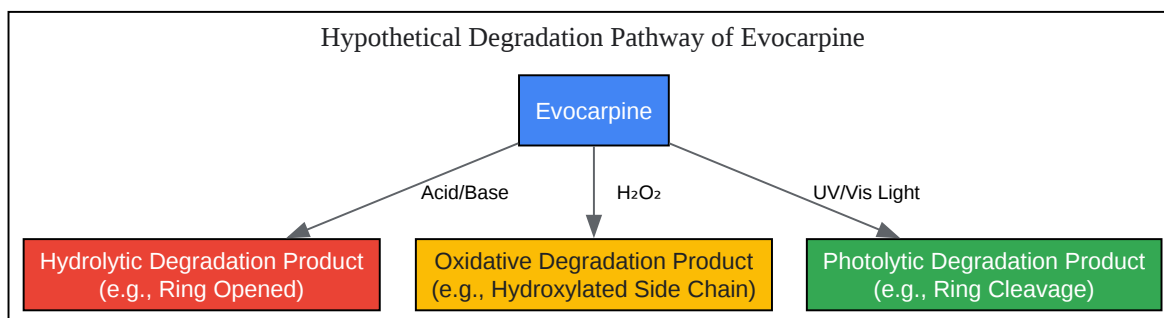 Hypothetical Degradation Pathway of Evocarpine
Evocarpine
Acid/Base
H₂O₂
UV/Vis Light
Hydrolytic Degradation Product
(e.g., Ring Opened)
Oxidative Degradation Product
(e.g., Hydroxylated Side Chain)
Photolytic Degradation Product
(e.g., Ring Cleavage)